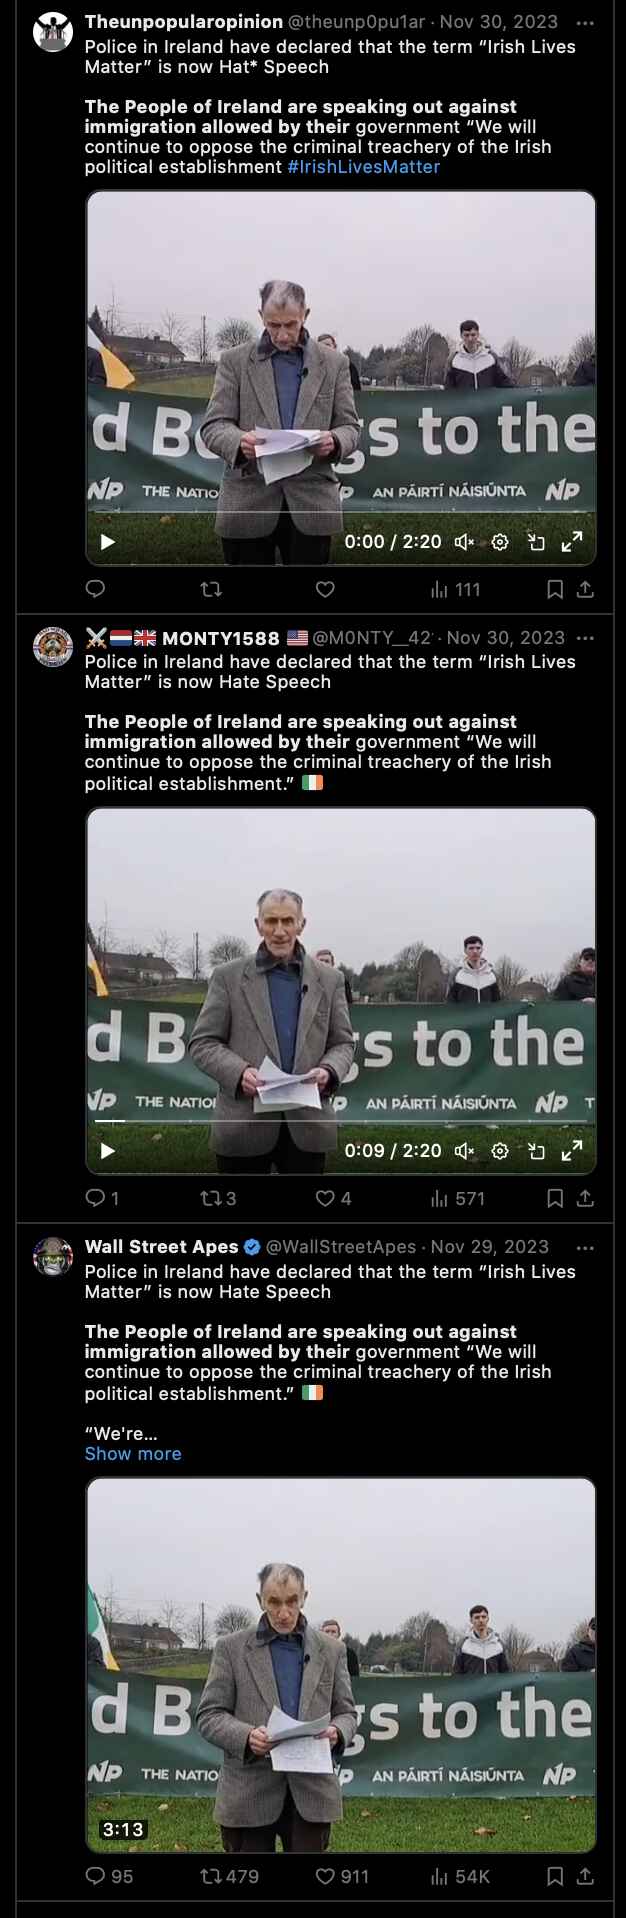 Theunpopularopinion @theunp0pu1ar · Nov 30, 2023 ···
Police in Ireland have declared that the term “Irish Lives
Matter” is now Hat* Speech
The People of Ireland are speaking out against
immigration allowed by their government “We will
continue to oppose the criminal treachery of the Irish
political establishment #IrishLivesMatter
d B gs to the
NP THE NATIO P AN PÁIRTÍ NÁISIÚNTA NP
0:00 / 2:20
111
MONTY1588 @M0NTY__42 · Nov 30, 2023 ···
Police in Ireland have declared that the term “Irish Lives
Matter” is now Hate Speech
The People of Ireland are speaking out against
immigration allowed by their government “We will
continue to oppose the criminal treachery of the Irish
political establishment.”
d B gs to the
NP THE NATIO P AN PÁIRTÍ NÁISIÚNTA NP T
0:09 / 2:20
1 3 4 571
Wall Street Apes @WallStreetApes · Nov 29, 2023 ···
Police in Ireland have declared that the term “Irish Lives
Matter” is now Hate Speech
The People of Ireland are speaking out against
immigration allowed by their government “We will
continue to oppose the criminal treachery of the Irish
political establishment.”
“We're...
Show more
d B gs to the
NP THE NATIO P AN PÁIRTÍ NÁISIÚNTA NP
3:13
95 479 911 54K